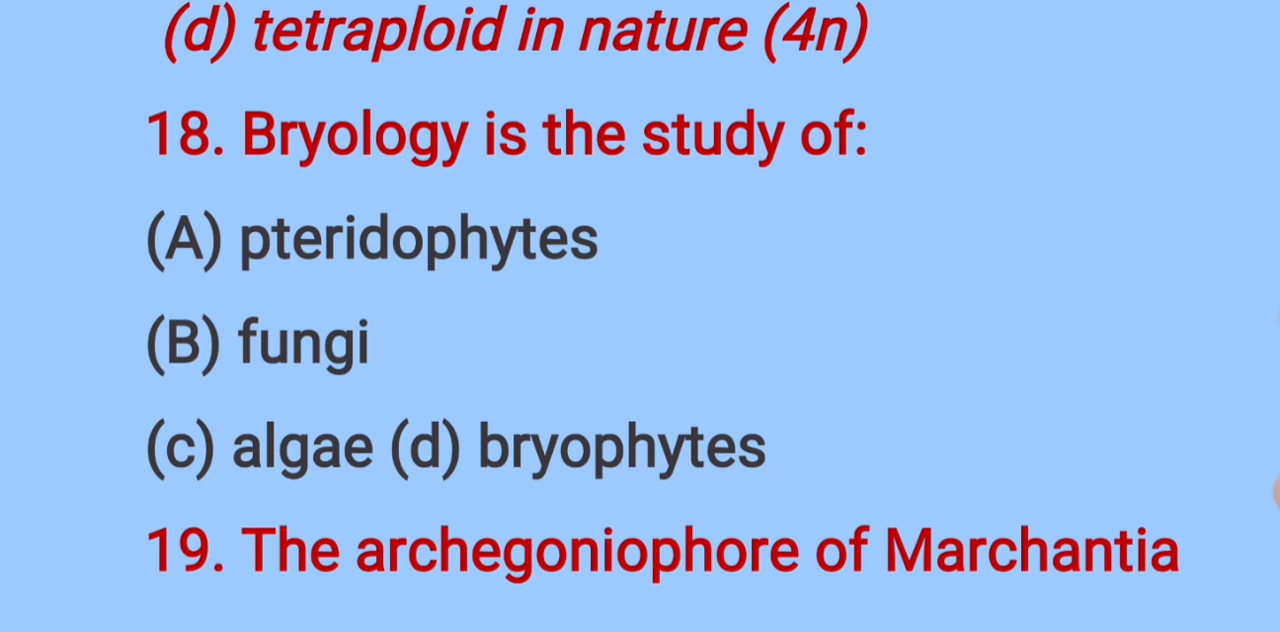 (d) tetraploid in nature (4n)
18. Bryology is the study of:
(A) pteridophytes
(B) fungi
(c) algae (d) bryophytes
19. The archegoniophore of Marchantia